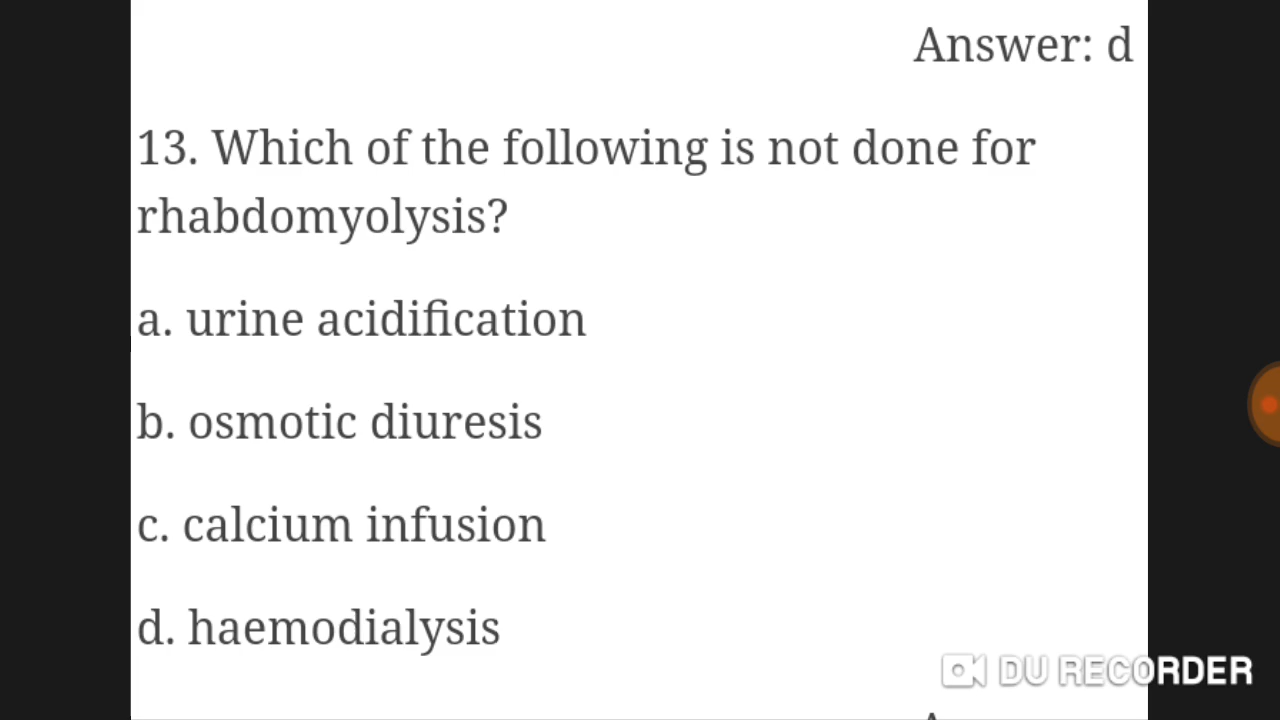 Answer: d
13. Which of the following is not done for
rhabdomyolysis?
a. urine acidification
b. osmotic diuresis
c. calcium infusion
d. haemodialysis
DU RECORDER